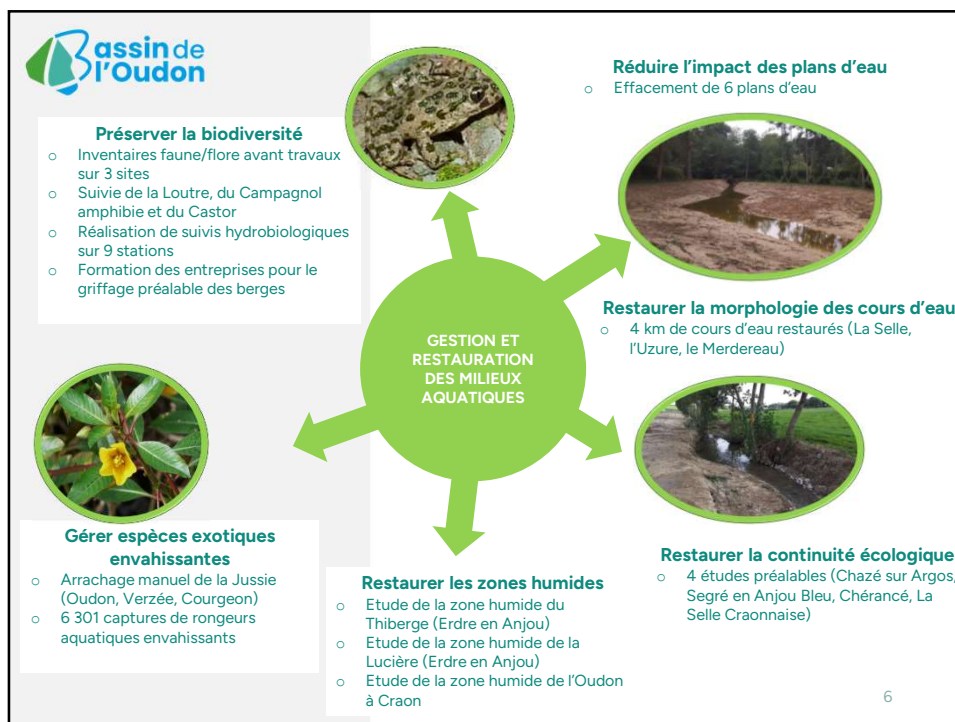 Bassin de
l'Oudon
Préserver la biodiversité
o Inventaires faune/flore avant travaux
sur 3 sites
o Suivie de la Loutre, du Campagnol
amphibie et du Castor
o Réalisation de suivis hydrobiologiques
sur 9 stations
o Formation des entreprises pour le
griffage préalable des berges
Réduire l'impact des plans d'eau
o Effacement de 6 plans d'eau
GESTION ET
RESTAURATION
DES MILIEUX
AQUATIQUES
Restaurer la morphologie des cours d'eau
o 4 km de cours d'eau restaurés (La Selle,
l'Uzure, le Merdereau)
Gérer espèces exotiques
envahissantes
o Arrachage manuel de la Jussie
(Oudon, Verzée, Courgeon)
o 6 301 captures de rongeurs
aquatiques envahissants
Restaurer les zones humides
o Etude de la zone humide du
Thiberge (Erdre en Anjou)
o Etude de la zone humide de la
Lucière (Erdre en Anjou)
o Etude de la zone humide de l'Oudon
à Craon
Restaurer la continuité écologique
o 4 études préalables (Chazé sur Argos,
Segré en Anjou Bleu, Chérancé, La
Selle Craonnaise)
6